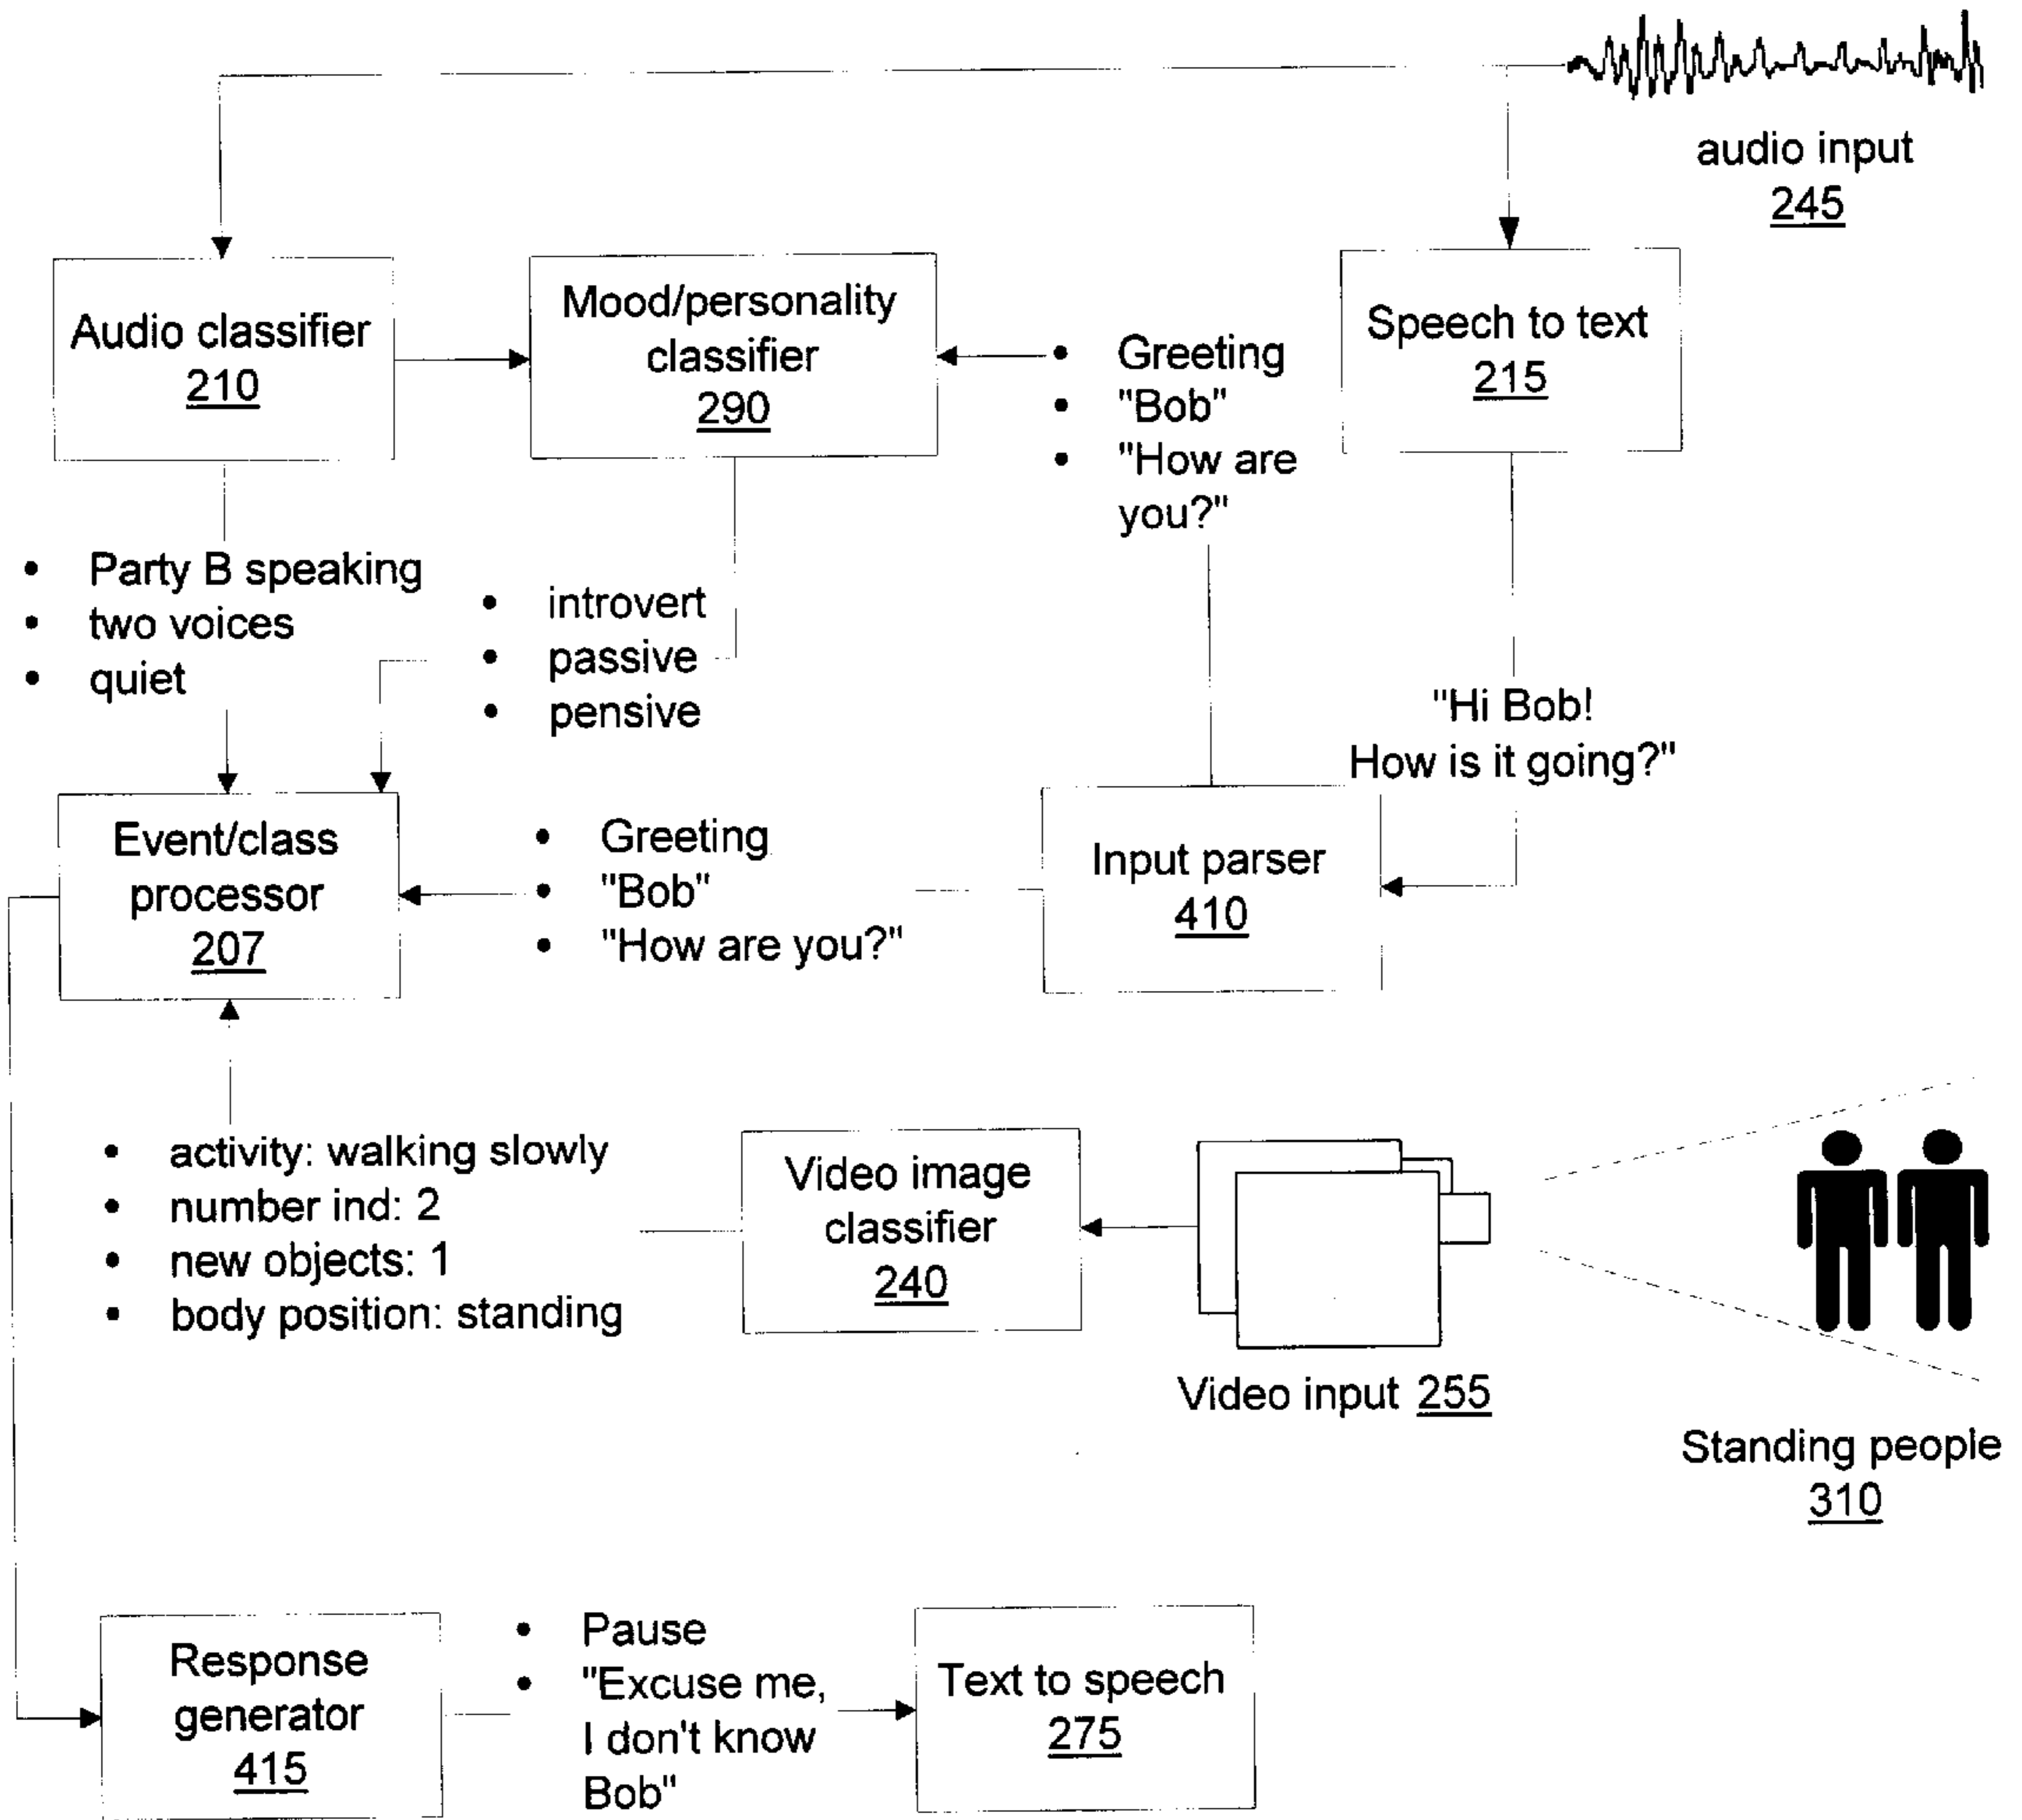 audio input
245
Audio classifier
210
Mood/personality
classifier
290
• Greeting
• "Bob"
• "How are
you?"
Speech to text
215
• Party B speaking
• two voices
• quiet
• introvert
• passive
• pensive
"Hi Bob!
How is it going?"
Event/class
processor
207
• Greeting
• "Bob"
• "How are you?"
Input parser
410
• activity: walking slowly
• number ind: 2
• new objects: 1
• body position: standing
Video image
classifier
240
Video input 255
Standing people
310
Response
generator
415
• Pause
• "Excuse me,
I don't know
Bob"
Text to speech
275